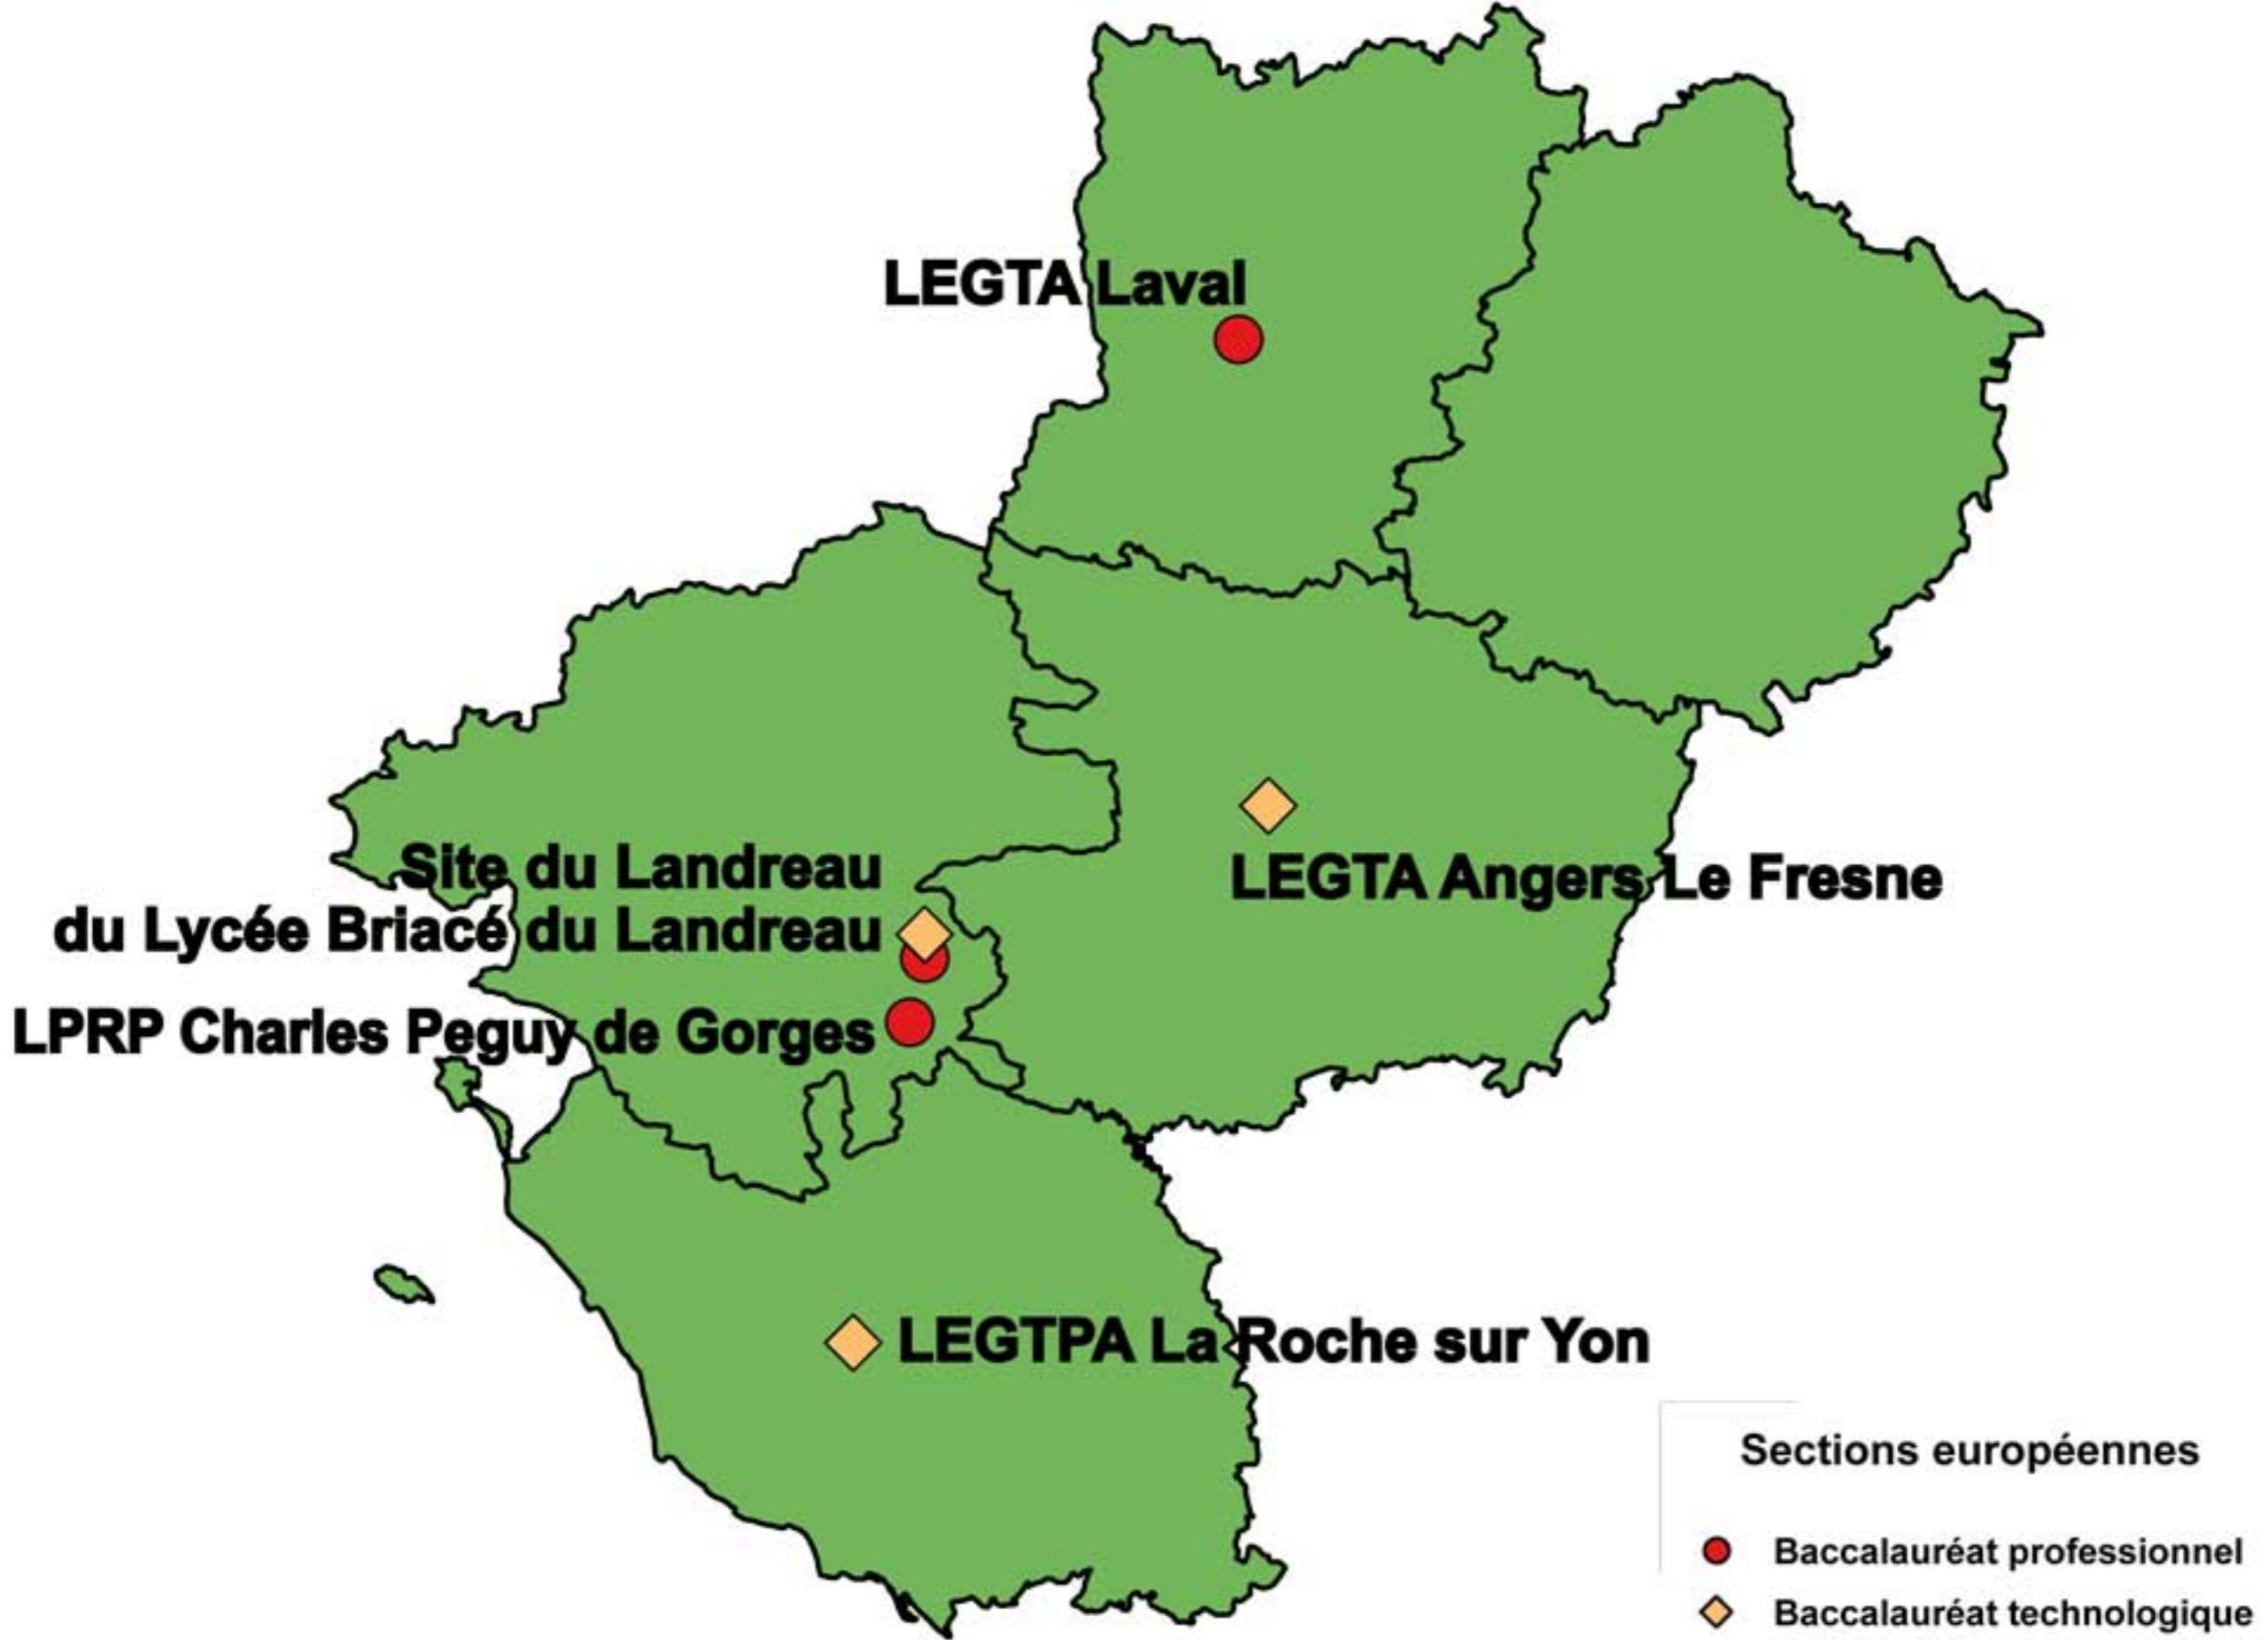 LEGTA Laval
Site du Landreau
du Lycée Briacé du Landreau
LEGTA Angers Le Fresne
LPRP Charles Peguy de Gorges
LEGTPA La Roche sur Yon
Sections européennes
Baccalauréat professionnel
Baccalauréat technologique